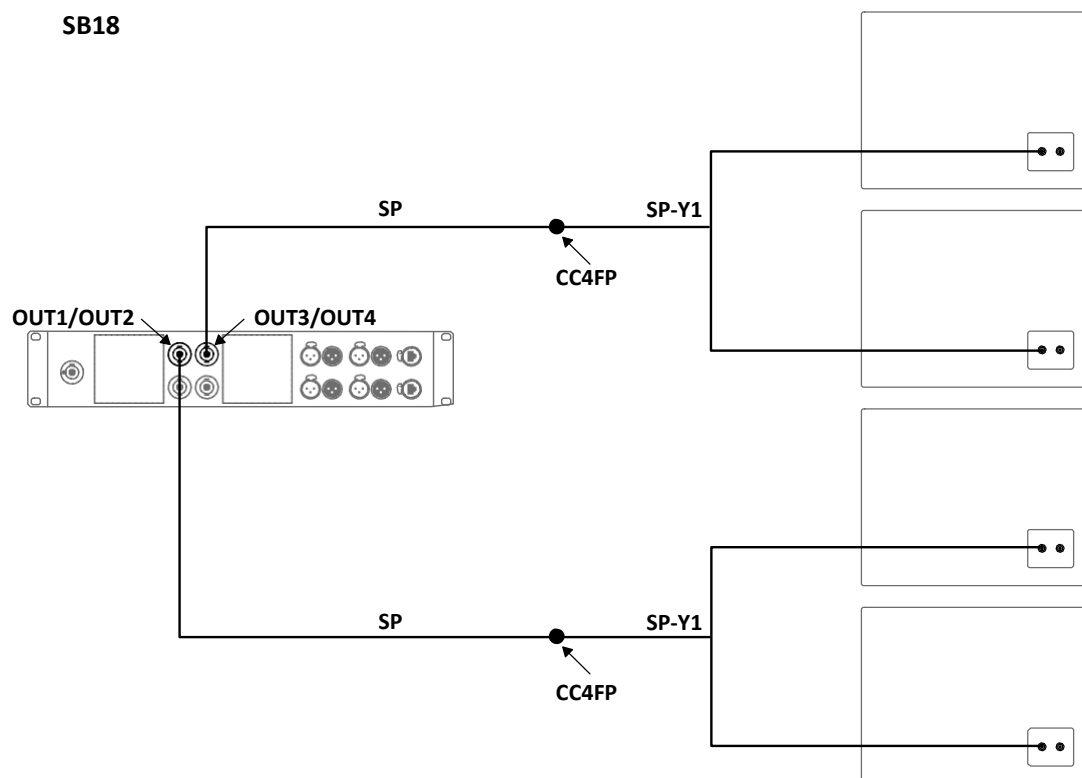 SB18
SP
SP-Y1
CC4FP
OUT1/OUT2
OUT3/OUT4
SP
SP-Y1
CC4FP